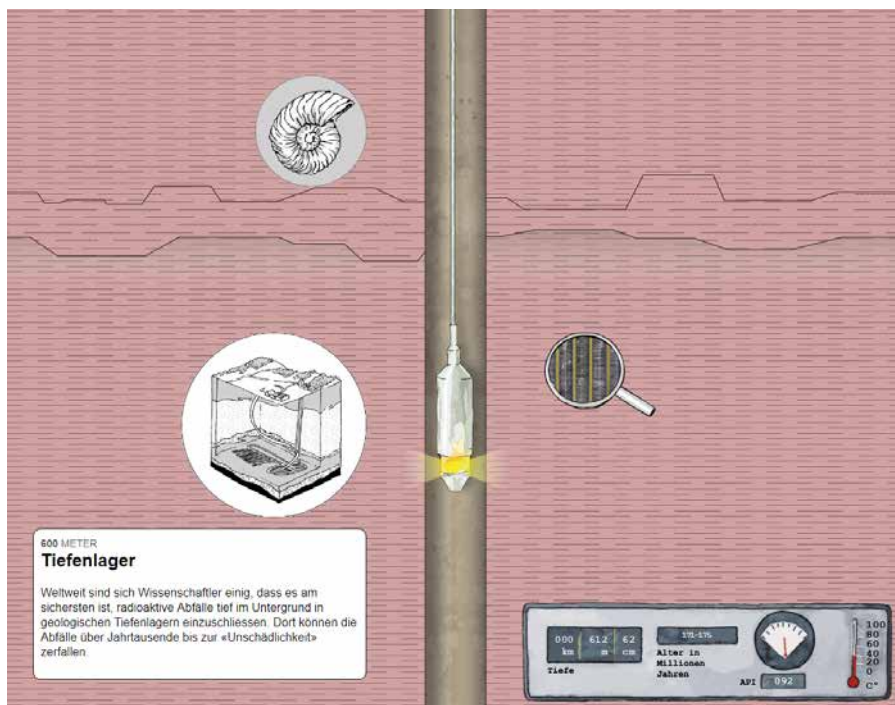 600 METER
Tiefenlager
Weltweit sind sich Wissenschaftler einig, dass es am
sichersten ist, radioaktive Abfälle tief im Untergrund in
geologischen Tiefenlagern einzuschliessen. Dort können die
Abfälle über Jahrtausende bis zur «Unschädlichkeit»
zerfallen.
000 612 62
km m cm
Tiefe
171-175
Alter in
Millionen
Jahren
API 092
100
80
60
40
20
0
C°